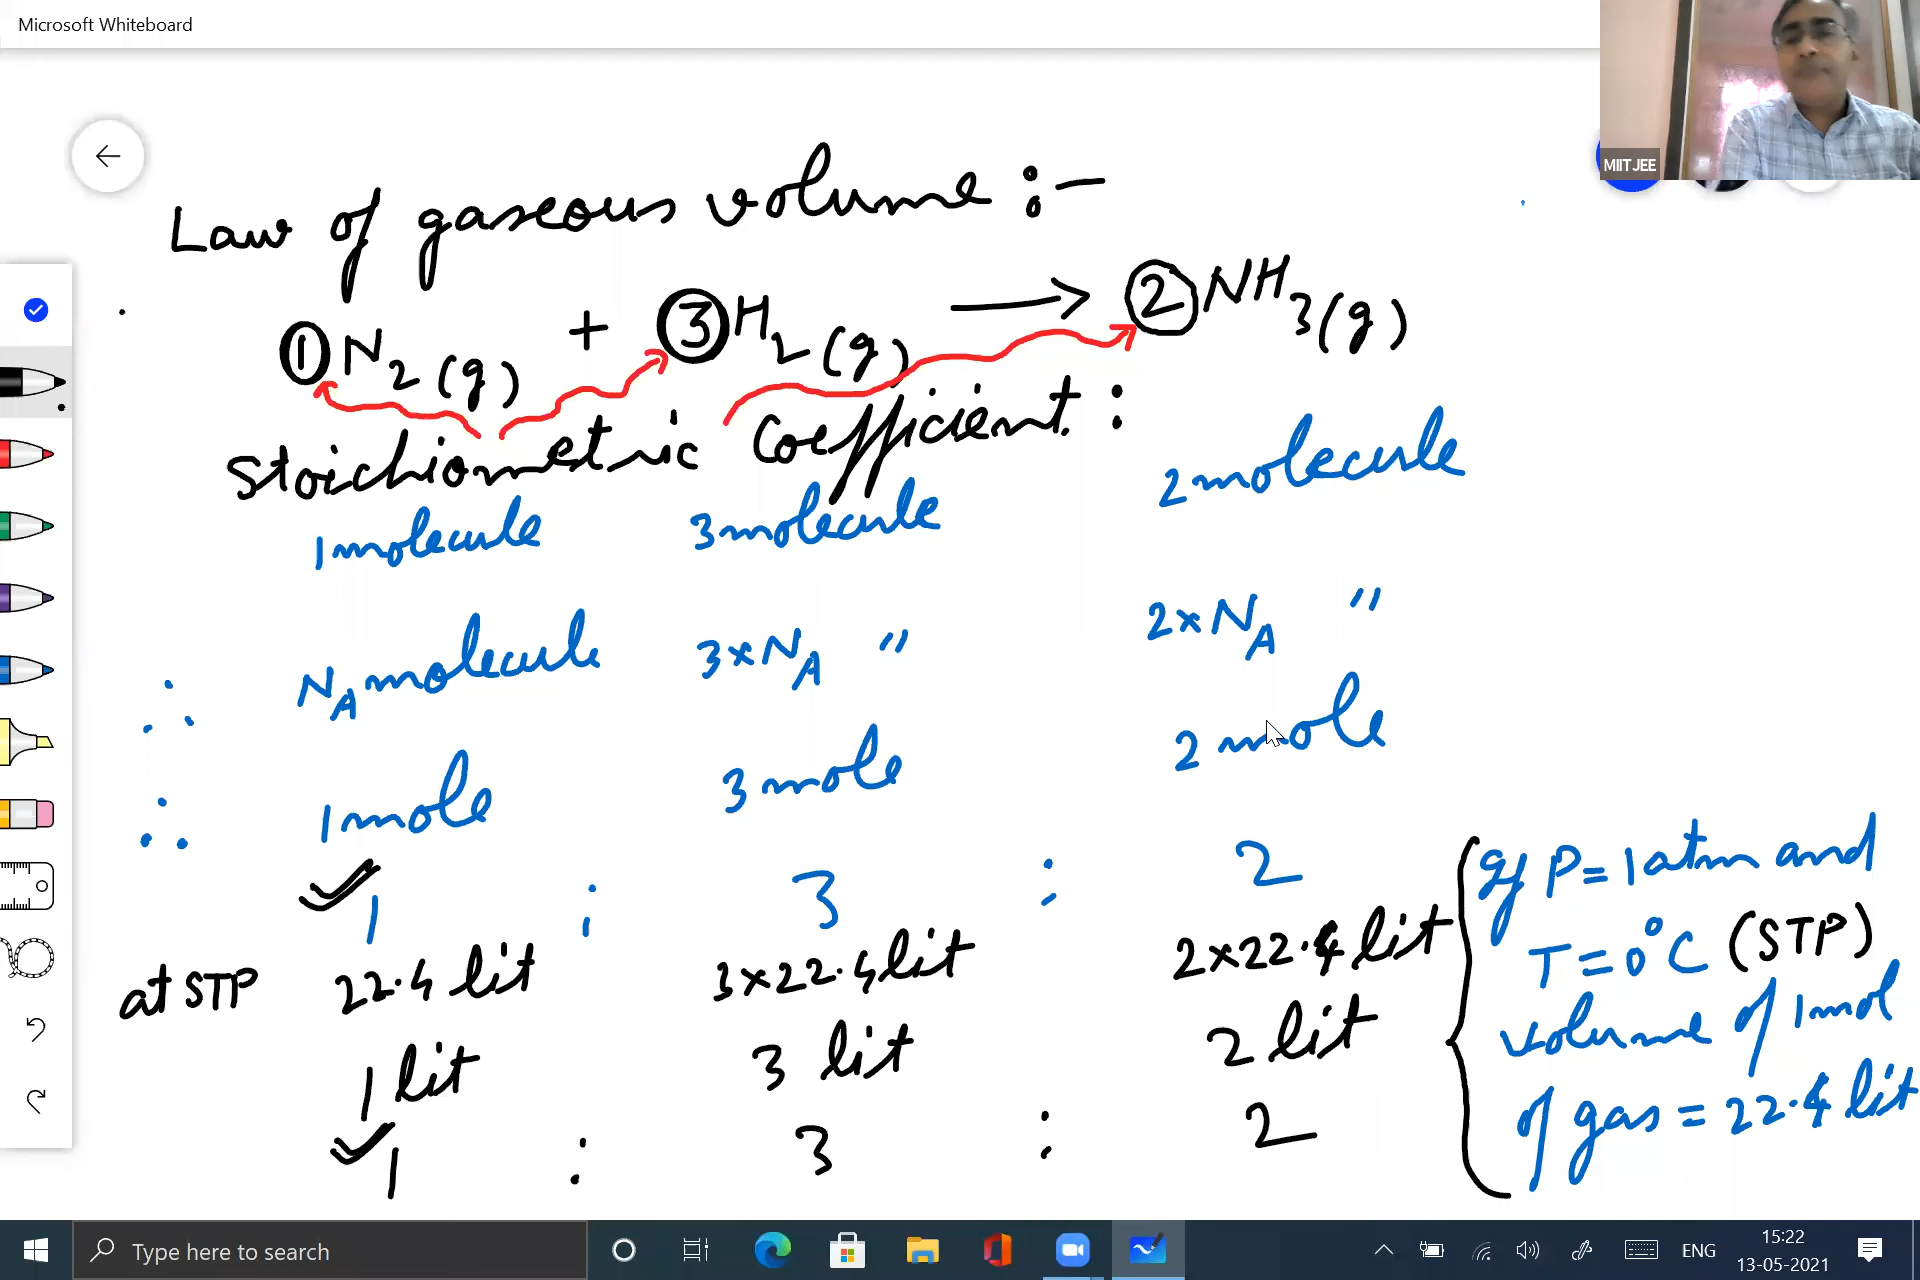 Microsoft Whiteboard
MIIT JEE
Law of gaseous volume :-
1 N2(g) + 3 H2(g) → 2 NH3(g)
Stoichiometric Coefficient :
1 molecule 3 molecule 2 molecule
∴ NA molecule 3×NA " 2×NA "
∴ 1 mole 3 mole 2 mole
1 : 3 : 2
at STP 22.4 lit 3×22.4 lit 2×22.4 lit
1 lit 3 lit 2 lit
1 : 3 : 2
If P = 1 atm and
T = 0°C (STP)
volume of 1 mol
of gas = 22.4 lit
Type here to search
ENG
15:22
13-05-2021